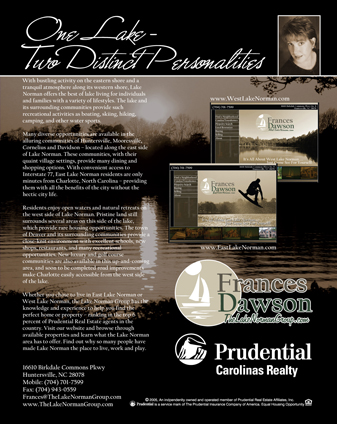 One Lake -
Two Distinct Personalities
With bustling activity on the eastern shore and a
tranquil atmosphere along its western shore, Lake
Norman offers the best of lake living for individuals
and families with a variety of lifestyles. The lake and
its surrounding communities provide such
recreational activities as boating, skiing, hiking,
camping, and other water sports.
Many diverse opportunities are available in the
alluring communities of Huntersville, Mooresville,
Cornelius and Davidson – located along the east side
of Lake Norman. These communities, with their
quaint village settings, provide many dining and
shopping options. With convenient access to
Interstate 77, East Lake Norman residents are only
minutes from Charlotte, North Carolina – providing
them with all the benefits of the city without the
hectic city life.
Residents enjoy open waters and natural retreats on
the west side of Lake Norman. Pristine land still
surrounds several areas on this side of the lake,
which provide rare housing opportunities. The town
of Denver and its surrounding communities provide a
close-knit environment with excellent schools, new
shops, restaurants, and many recreational
opportunities. New luxury and golf course
communities are also available in this up-and-coming
area, and soon to be completed road improvements
make Charlotte easily accessible from the west side
of the lake.
Whether you choose to live in East Lake Norman or
West Lake Norman, the Lake Norman Group has the
knowledge and experience to help you find the
perfect home or property – ranking in the top
percent of Prudential Real Estate agents in the
country. Visit our website and browse through
available properties and learn what the Lake Norman
area has to offer. Find out why so many people have
made Lake Norman the place to live, work and play.
16610 Birkdale Commons Pkwy
Huntersville, NC 28078
Mobile: (704) 701-7599
Fax: (704) 943-0559
Frances@TheLakeNormanGroup.com
www.TheLakeNormanGroup.com
www.WestLakeNorman.com
Frances
Dawson
www.EastLakeNorman.com
Frances
Dawson
TheLakeNormanGroup.com
Prudential
Carolinas Realty
© 2005. An independently owned and operated member of Prudential Real Estate Affiliates, Inc.
Prudential is a service mark of The Prudential Insurance Company of America. Equal Housing Opportunity.